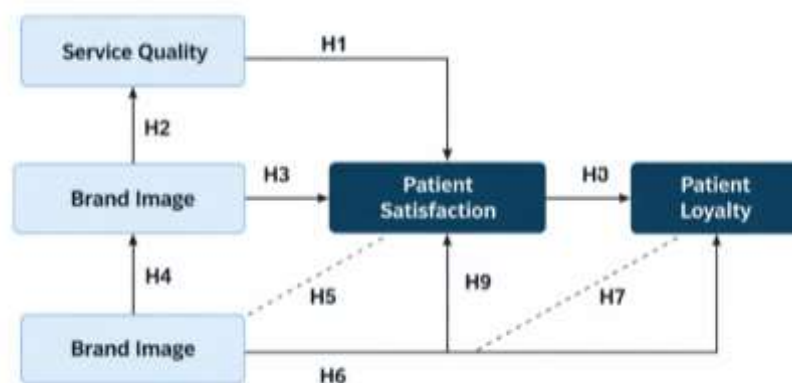 Service Quality
H1
H2
Brand Image
H3
Patient
Satisfaction
Patient
Loyalty
H4
H5
H9
H7
Brand Image
H6